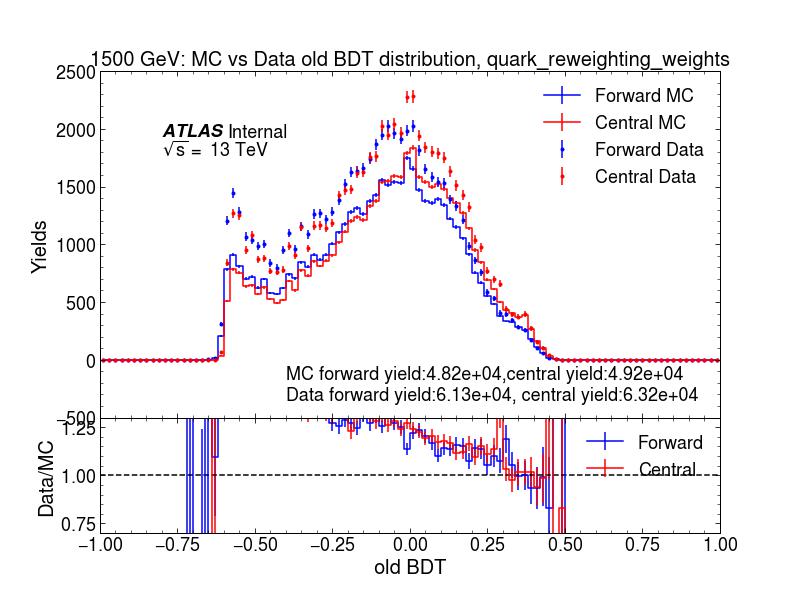 1500 GeV: MC vs Data old BDT distribution, quark_reweighting_weights
2500
2000
1500
1000
500
0
−500
Yields
ATLAS Internal
√s = 13 TeV
Forward MC
Central MC
Forward Data
Central Data
MC forward yield:4.82e+04,central yield:4.92e+04
Data forward yield:6.13e+04, central yield:6.32e+04
1.25
1.00
0.75
Data/MC
Forward
Central
−1.00 −0.75 −0.50 −0.25 0.00 0.25 0.50 0.75 1.00
old BDT